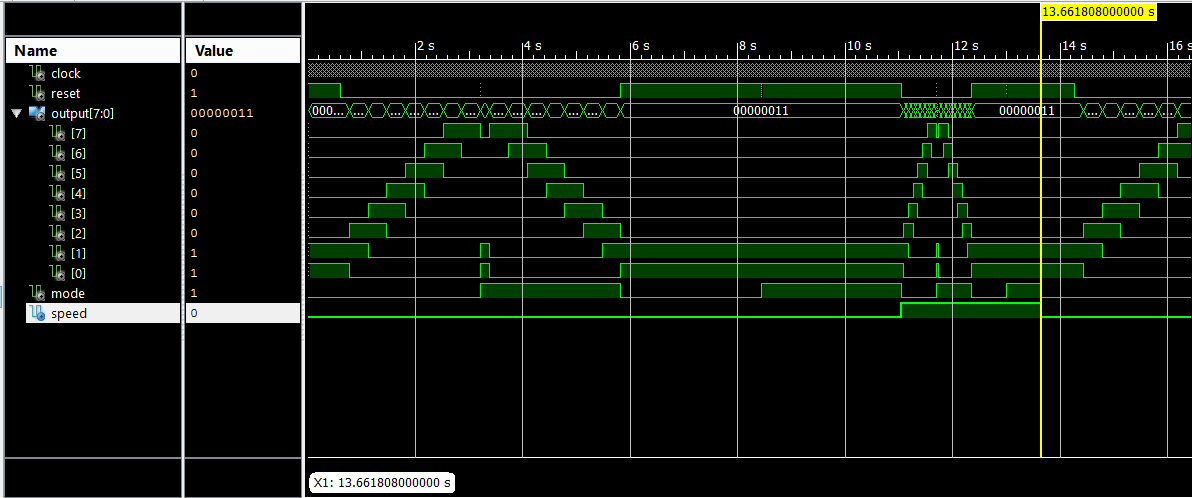 13.661808000000 s
Name Value 2 s 4 s 6 s 8 s 10 s 12 s 14 s 16 s
clock 0
reset 1
output[7:0] 00000011 000... ... ... ... ... ... ... ... ... ... ... ... 00000011 00000011 ... ... ... ...
[7] 0
[6] 0
[5] 0
[4] 0
[3] 0
[2] 0
[1] 1
[0] 1
mode 1
speed 0
X1: 13.661808000000 s